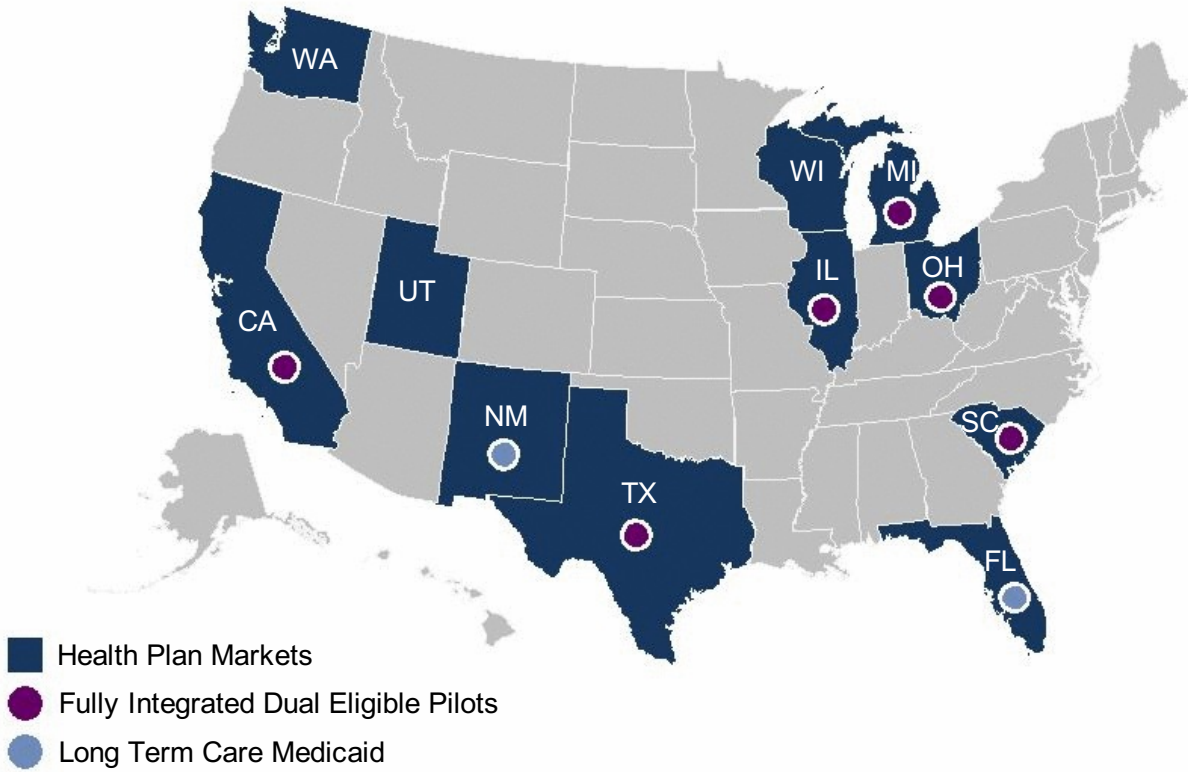 WA
WI
MI
IL
OH
UT
CA
NM
SC
TX
FL
Health Plan Markets
Fully Integrated Dual Eligible Pilots
Long Term Care Medicaid